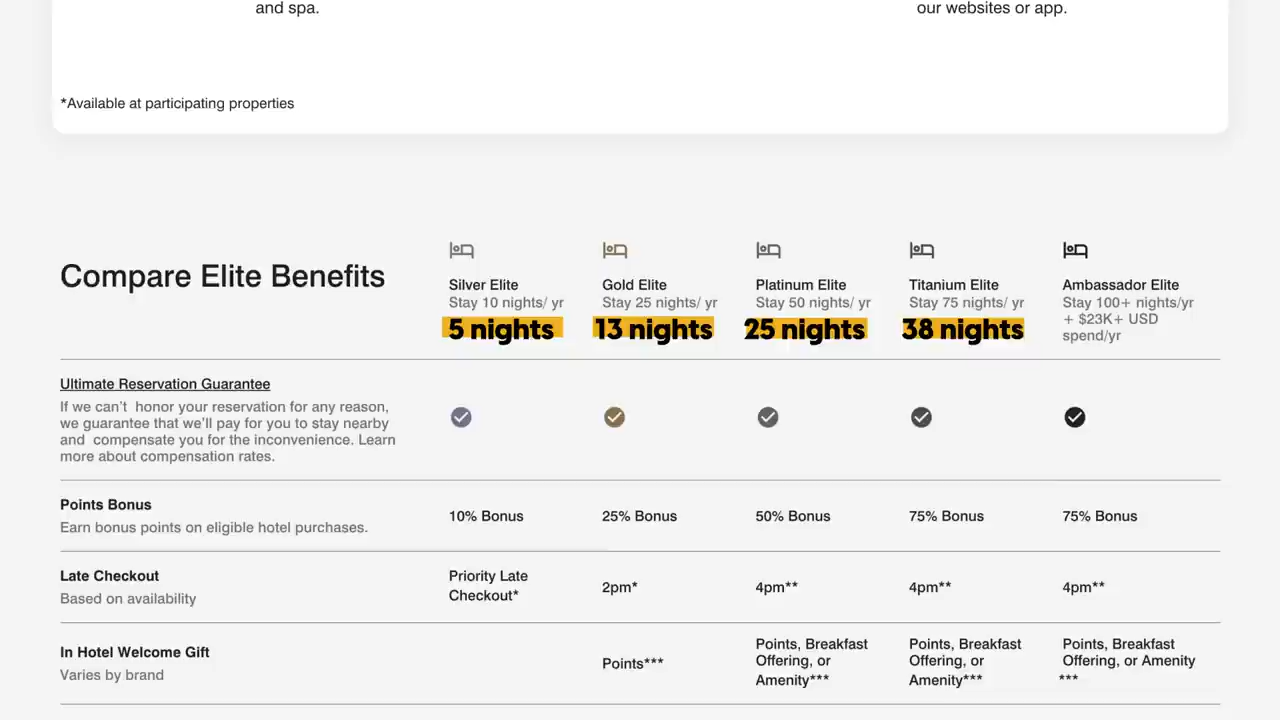 and spa.
our websites or app.
*Available at participating properties
Compare Elite Benefits
Silver Elite
Stay 10 nights/ yr
5 nights
Gold Elite
Stay 25 nights/ yr
13 nights
Platinum Elite
Stay 50 nights/ yr
25 nights
Titanium Elite
Stay 75 nights/ yr
38 nights
Ambassador Elite
Stay 100+ nights/yr
+ $23K+ USD
spend/yr
Ultimate Reservation Guarantee
If we can't  honor your reservation for any reason,
we guarantee that we'll pay for you to stay nearby
and  compensate you for the inconvenience. Learn
more about compensation rates.
Points Bonus
Earn bonus points on eligible hotel purchases.
10% Bonus
25% Bonus
50% Bonus
75% Bonus
75% Bonus
Late Checkout
Based on availability
Priority Late
Checkout*
2pm*
4pm**
4pm**
4pm**
In Hotel Welcome Gift
Varies by brand
Points***
Points, Breakfast
Offering, or
Amenity***
Points, Breakfast
Offering, or
Amenity***
Points, Breakfast
Offering, or Amenity
***